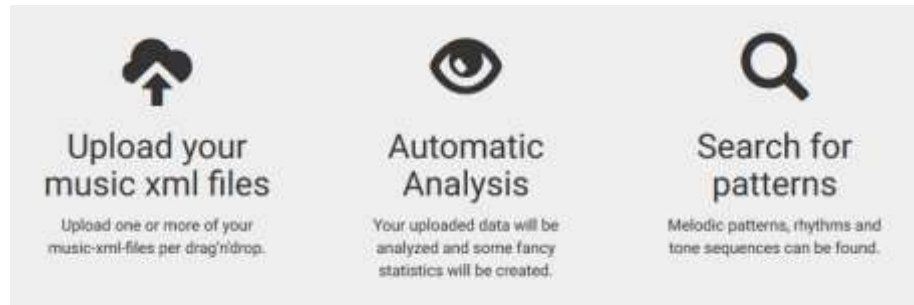 Upload your
music xml files
Upload one or more of your
music-xml-files per drag'n'drop.
Automatic
Analysis
Your uploaded data will be
analyzed and some fancy
statistics will be created.
Search for
patterns
Melodic patterns, rhythms and
tone sequences can be found.